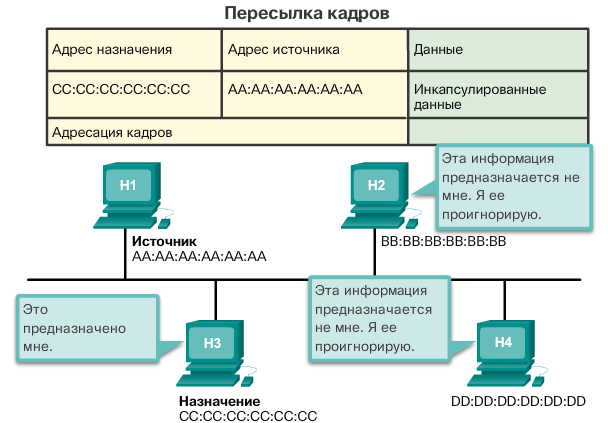 Пересылка кадров
Адрес назначения
Адрес источника
Данные
CC:CC:CC:CC:CC:CC
AA:AA:AA:AA:AA:AA
Инкапсулированные
данные
Адресация кадров
H1
H2
Эта информация
предназначается не
мне. Я ее
проигнорирую.
Источник
AA:AA:AA:AA:AA:AA
BB:BB:BB:BB:BB:BB
Это
предназначено
мне.
H3
Эта информация
предназначается
не мне. Я ее
проигнорирую.
H4
Назначение
CC:CC:CC:CC:CC:CC
DD:DD:DD:DD:DD:DD